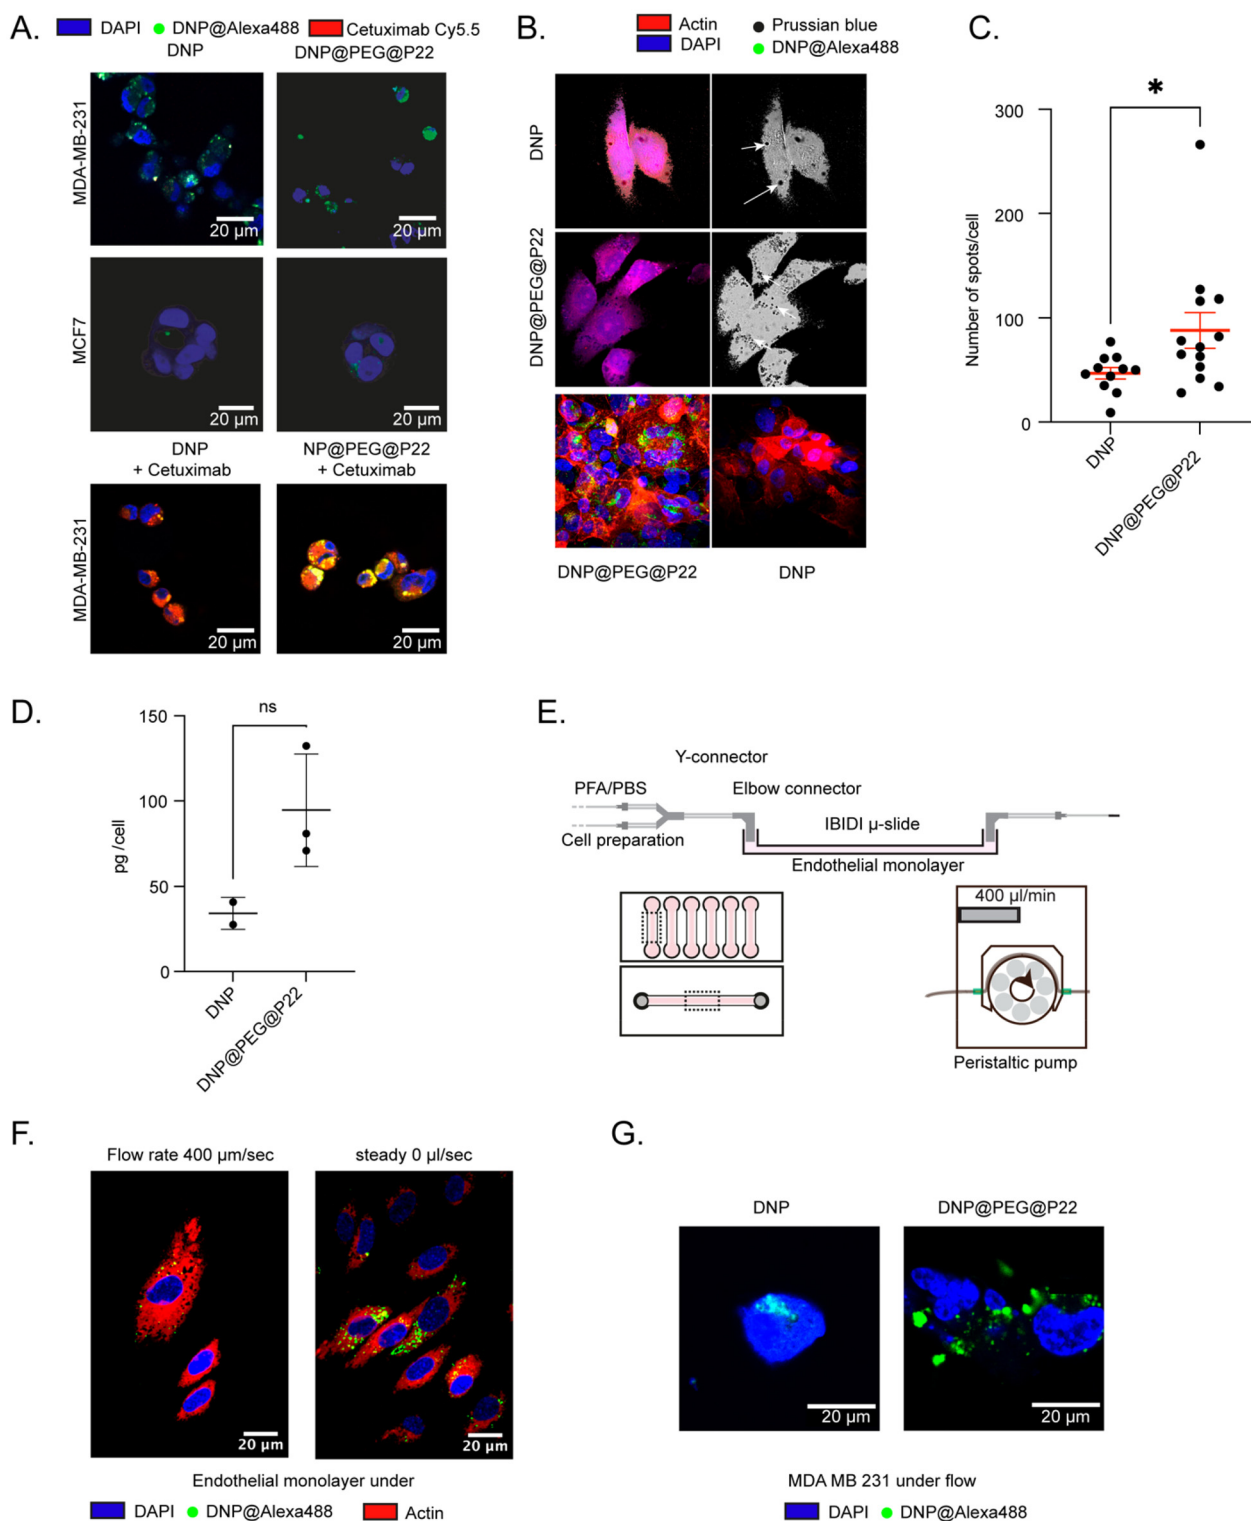 A.
DAPI DNP@Alexa488 Cetuximab Cy5.5
DNP DNP@PEG@P22
MDA-MB-231
20 µm
20 µm
MCF7
20 µm
20 µm
DNP
+ Cetuximab
NP@PEG@P22
+ Cetuximab
MDA-MB-231
20 µm
20 µm
B.
Actin
DAPI
Prussian blue
DNP@Alexa488
DNP
DNP@PEG@P22
DNP@PEG@P22 DNP
C.
*
Number of spots/cell
300
200
100
0
DNP
DNP@PEG@P22
D.
ns
pg /cell
150
100
50
0
DNP
DNP@PEG@P22
E.
Y-connector
PFA/PBS
Elbow connector
Cell preparation
IBIDI µ-slide
Endothelial monolayer
400 µl/min
Peristaltic pump
F.
Flow rate 400 µm/sec
steady 0 µl/sec
20 µm
20 µm
Endothelial monolayer under
DAPI DNP@Alexa488 Actin
G.
DNP
DNP@PEG@P22
20 µm
20 µm
MDA MB 231 under flow
DAPI DNP@Alexa488